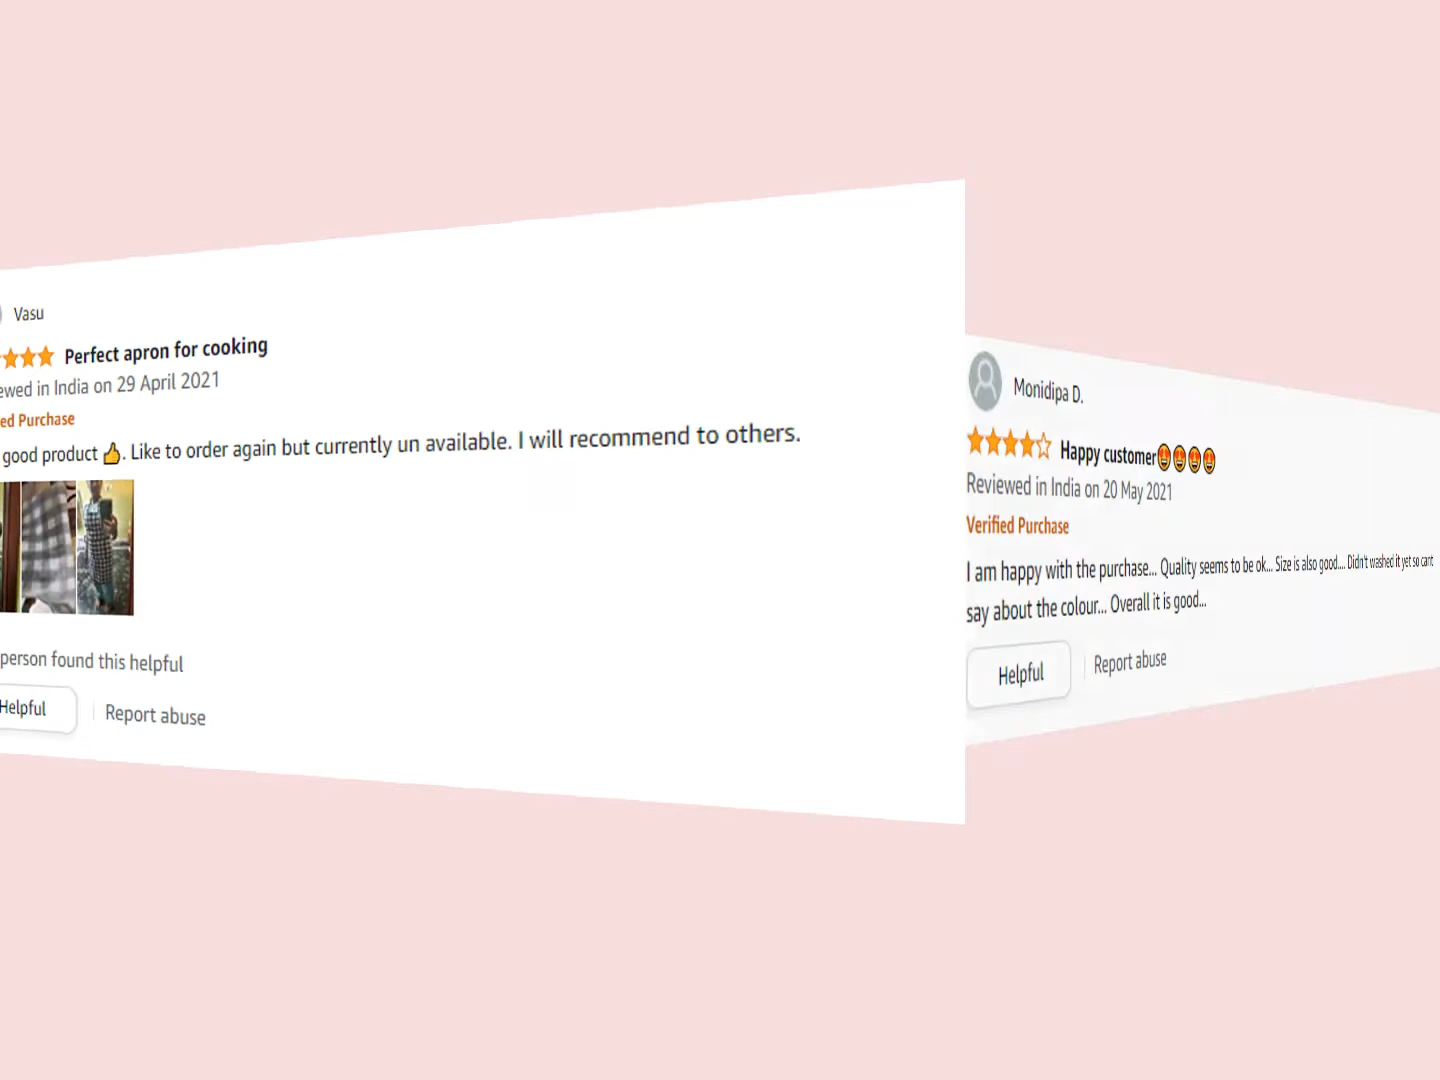 Vasu
Perfect apron for cooking
ewed in India on 29 April 2021
ed Purchase
good product 👍. Like to order again but currently un available. I will recommend to others.
person found this helpful
Helpful
Report abuse
Monidipa D.
Happy customer🤩🤩🤩🤩
Reviewed in India on 20 May 2021
Verified Purchase
I am happy with the purchase... Quality seems to be ok... Size is also good.... Didn't washed it yet so cant
say about the colour... Overall it is good...
Helpful
Report abuse